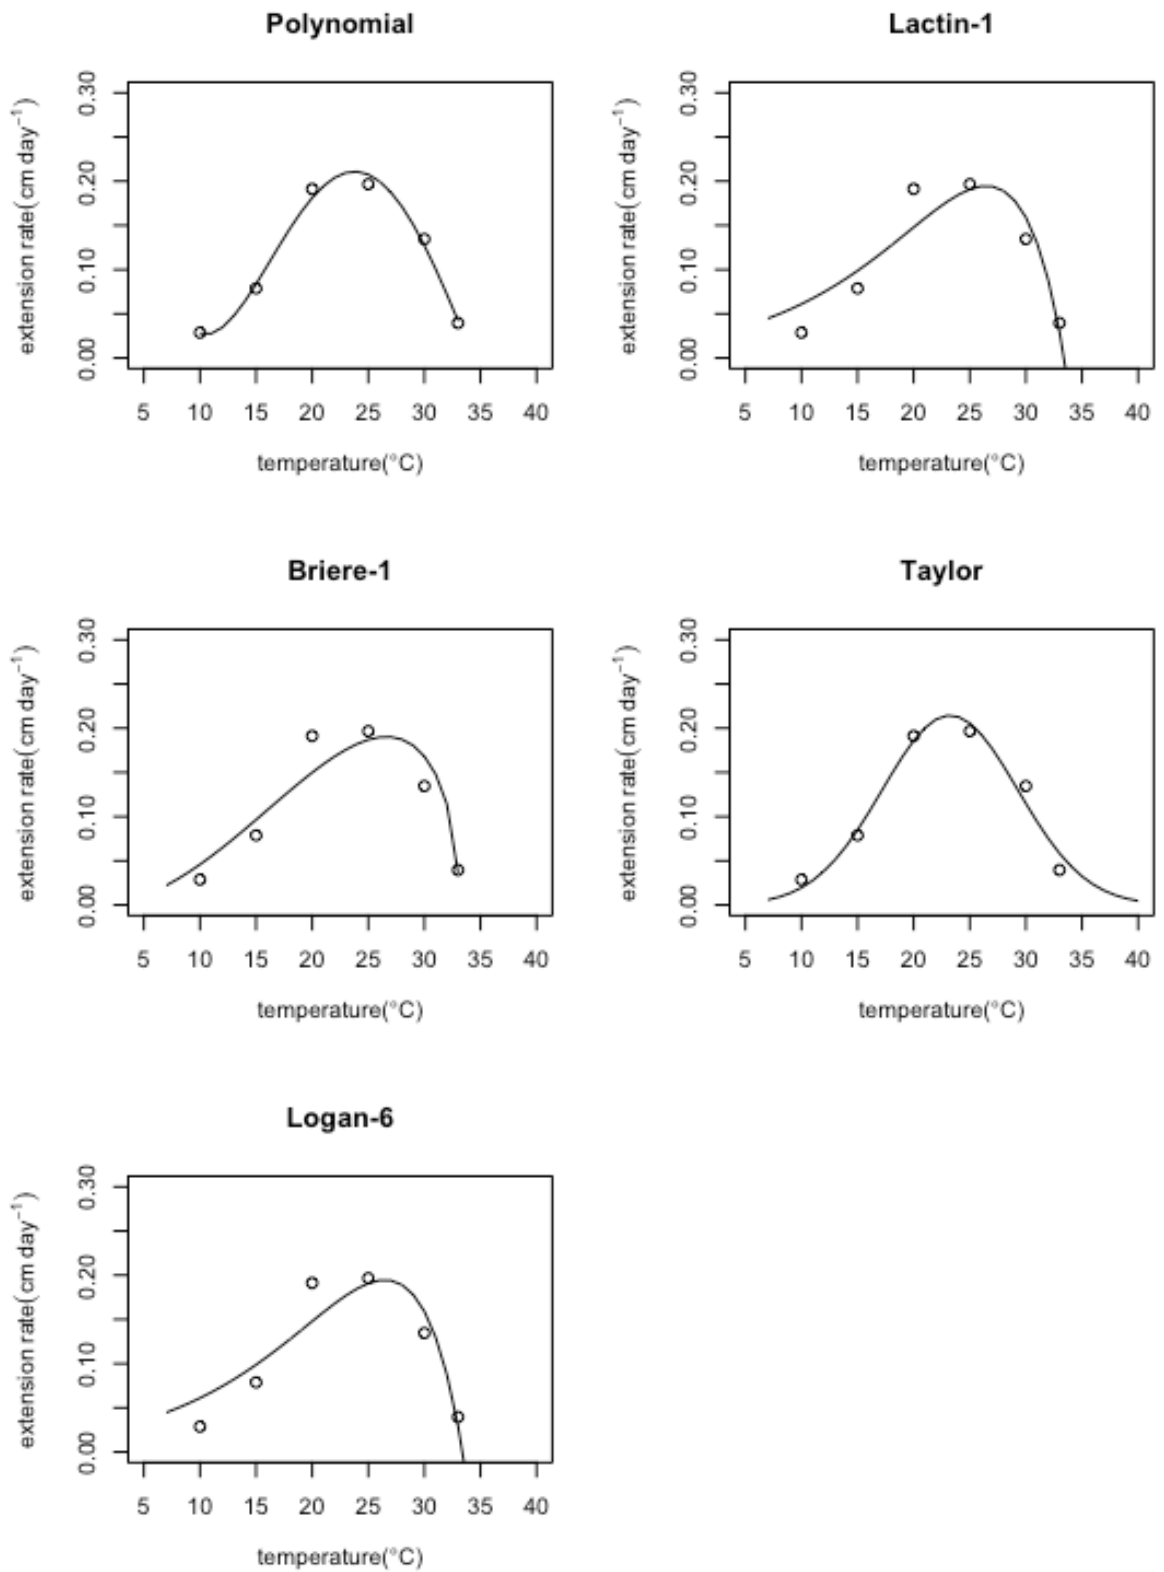 Polynomial
extension rate(cm day⁻¹)
0.00 0.10 0.20 0.30
5 10 15 20 25 30 35 40
temperature(°C)
Lactin-1
extension rate(cm day⁻¹)
0.00 0.10 0.20 0.30
5 10 15 20 25 30 35 40
temperature(°C)
Briere-1
extension rate(cm day⁻¹)
0.00 0.10 0.20 0.30
5 10 15 20 25 30 35 40
temperature(°C)
Taylor
extension rate(cm day⁻¹)
0.00 0.10 0.20 0.30
5 10 15 20 25 30 35 40
temperature(°C)
Logan-6
extension rate(cm day⁻¹)
0.00 0.10 0.20 0.30
5 10 15 20 25 30 35 40
temperature(°C)